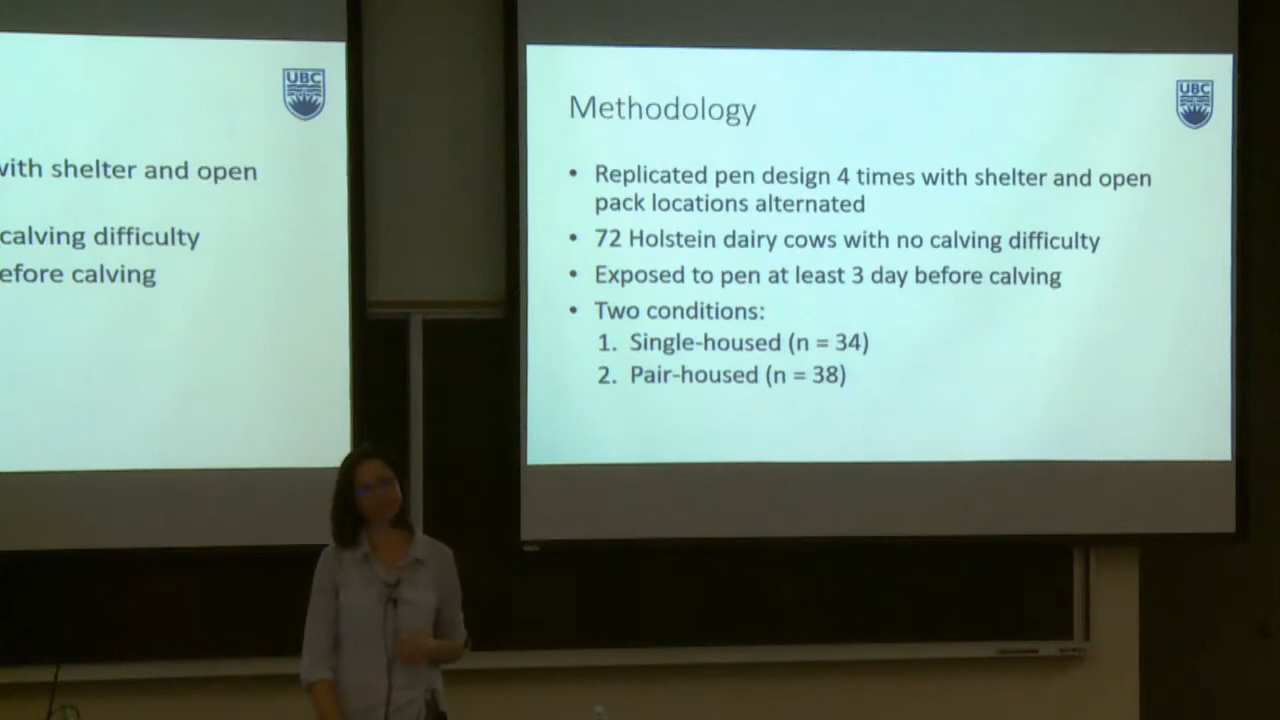 UBC
with shelter and open
calving difficulty
efore calving
UBC
Methodology
• Replicated pen design 4 times with shelter and open
pack locations alternated
• 72 Holstein dairy cows with no calving difficulty
• Exposed to pen at least 3 day before calving
• Two conditions:
1. Single-housed (n = 34)
2. Pair-housed (n = 38)